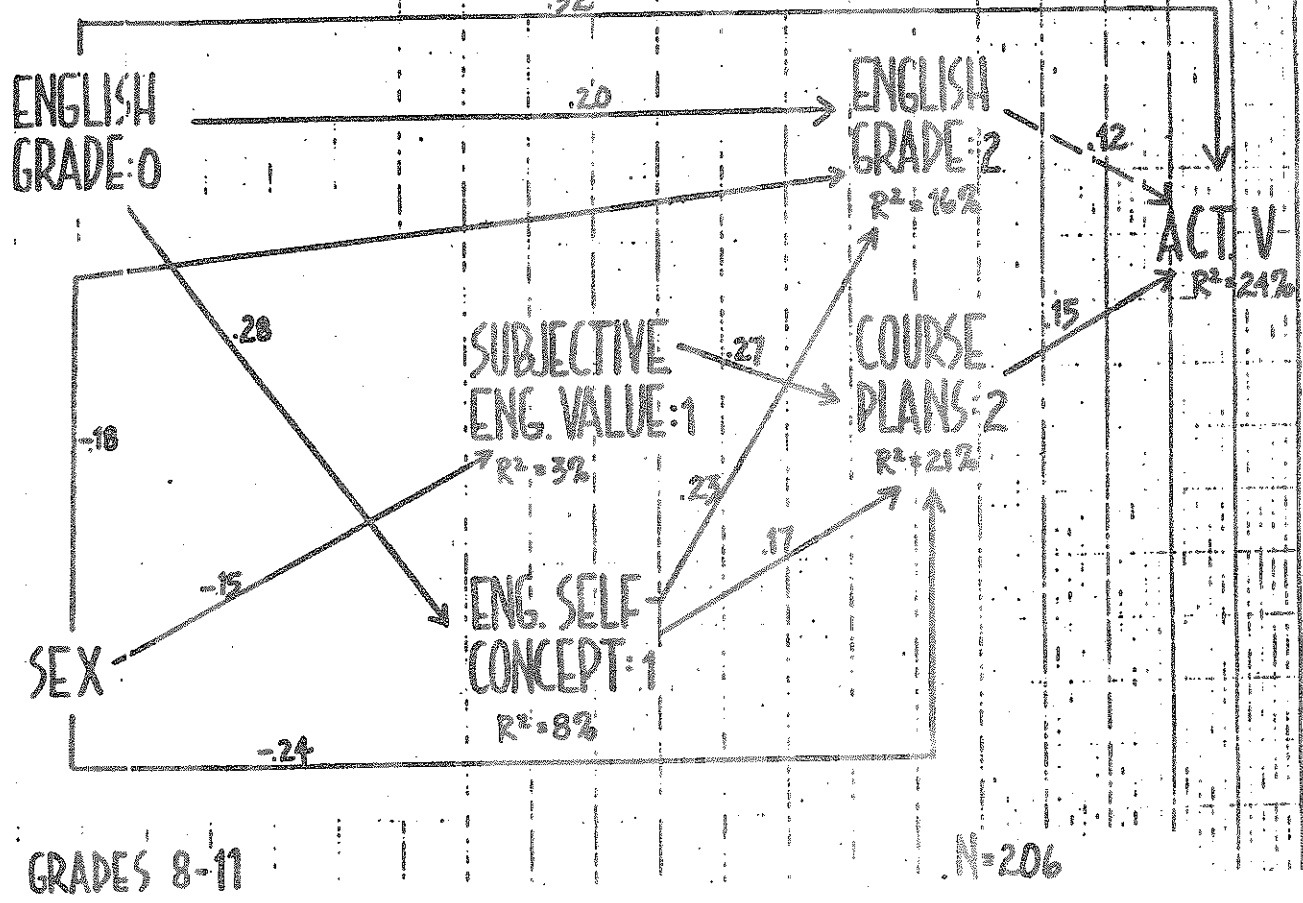 .32
ENGLISH
GRADE:0
.20
ENGLISH
GRADE:2
R²=16%
.12
ACT. V
R²=24%
.28
SUBJECTIVE
ENG. VALUE:1
R²=3%
.27
COURSE
PLANS:2
R²=21%
.15
-.18
.23
.17
-.15
ENG. SELF
CONCEPT:1
R²=8%
SEX
-.24
GRADES 8-11
N=206